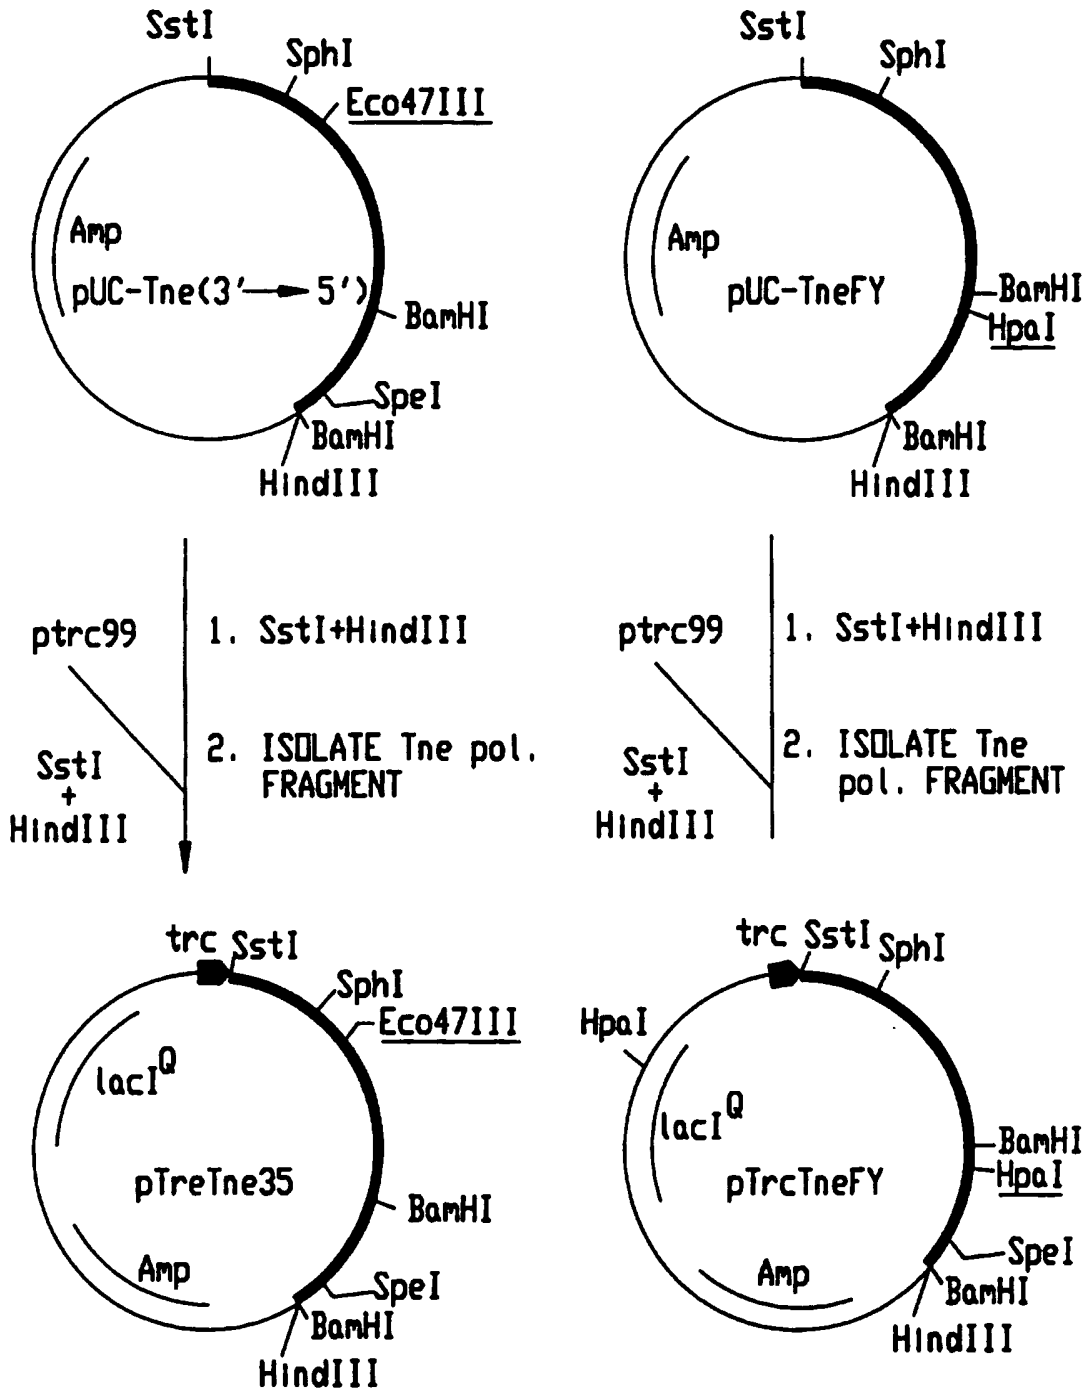 SstI
SphI
Eco47III
Amp
pUC-Tne(3'→5')
BamHI
SpeI
BamHI
HindIII
SstI
SphI
Amp
pUC-TneFY
BamHI
HpaI
BamHI
HindIII
ptrc99
1. SstI+HindIII
2. ISOLATE Tne pol.
FRAGMENT
SstI
+
HindIII
ptrc99
1. SstI+HindIII
2. ISOLATE Tne
pol. FRAGMENT
SstI
+
HindIII
trc
SstI
SphI
Eco47III
lacI^Q
pTreTne35
BamHI
Amp
SpeI
BamHI
HindIII
trc
SstI
SphI
HpaI
lacI^Q
BamHI
pTrcTneFY
HpaI
Amp
SpeI
BamHI
HindIII